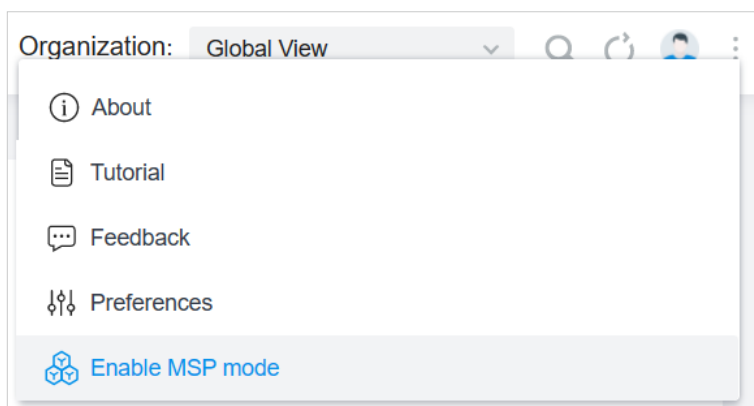 Organization: Global View
About
Tutorial
Feedback
Preferences
Enable MSP mode